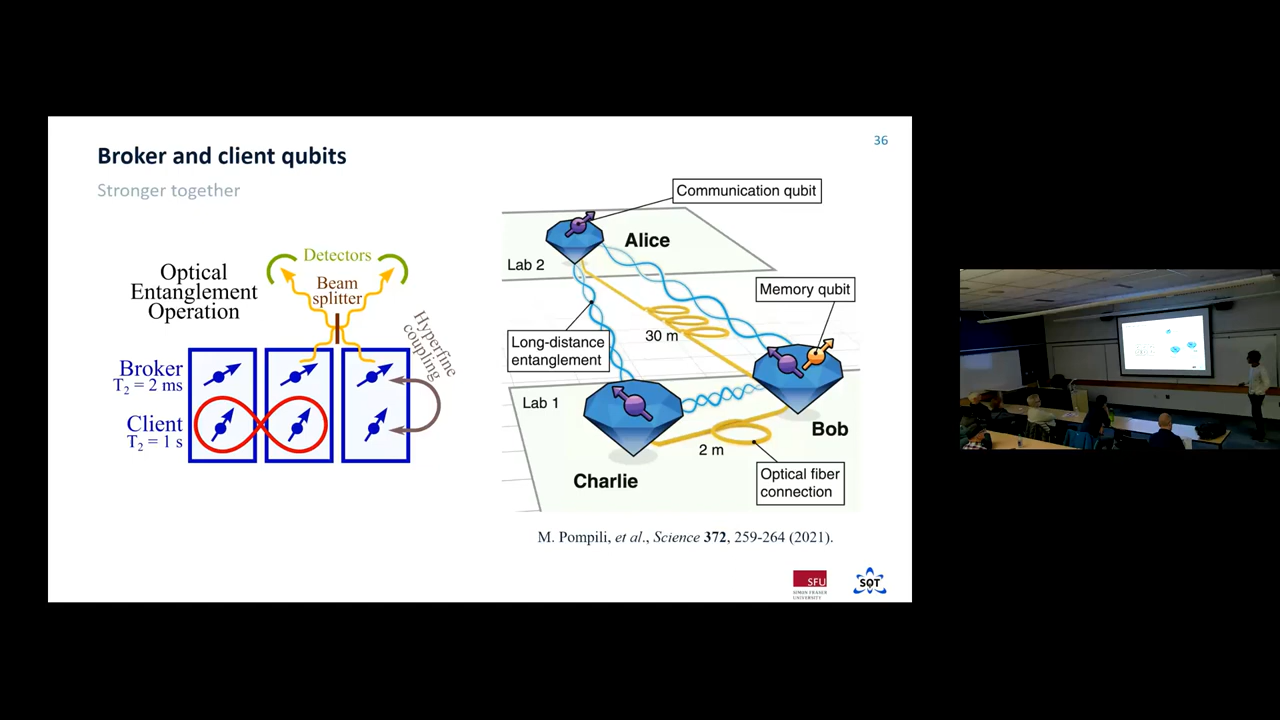 36
Broker and client qubits
Stronger together
Optical
Entanglement
Operation
Detectors
Beam
splitter
Hyperfine
coupling
Broker
T₂ = 2 ms
Client
T₂ = 1 s
Communication qubit
Alice
Lab 2
Memory qubit
Long-distance
entanglement
30 m
Lab 1
Bob
2 m
Charlie
Optical fiber
connection
M. Pompili, et al., Science 372, 259-264 (2021).
SFU
SIMON FRASER
UNIVERSITY
SQT